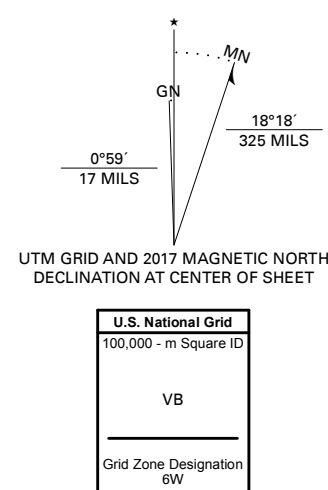 ★
MN
GN
18°18´
325 MILS
0°59´
17 MILS
UTM GRID AND 2017 MAGNETIC NORTH
DECLINATION AT CENTER OF SHEET
U.S. National Grid
100,000 - m Square ID
VB
Grid Zone Designation
6W